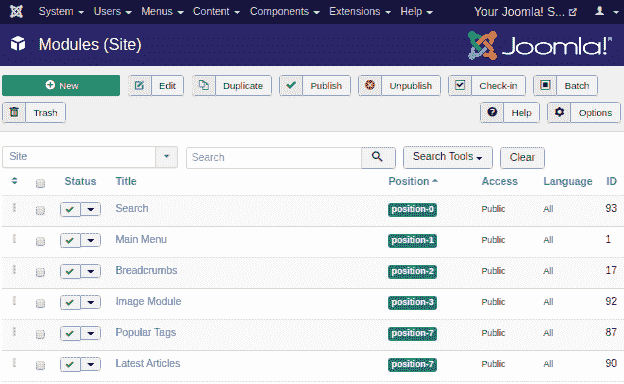 System Users Menus Content Components Extensions Help Your Joomla! S...
Modules (Site) Joomla!®
New Edit Duplicate Publish Unpublish Check-in Batch
Trash Help Options
Site Search Search Tools Clear
Status Title Position Access Language ID
Search position-0 Public All 93
Main Menu position-1 Public All 1
Breadcrumbs position-2 Public All 17
Image Module position-3 Public All 92
Popular Tags position-7 Public All 87
Latest Articles position-7 Public All 90